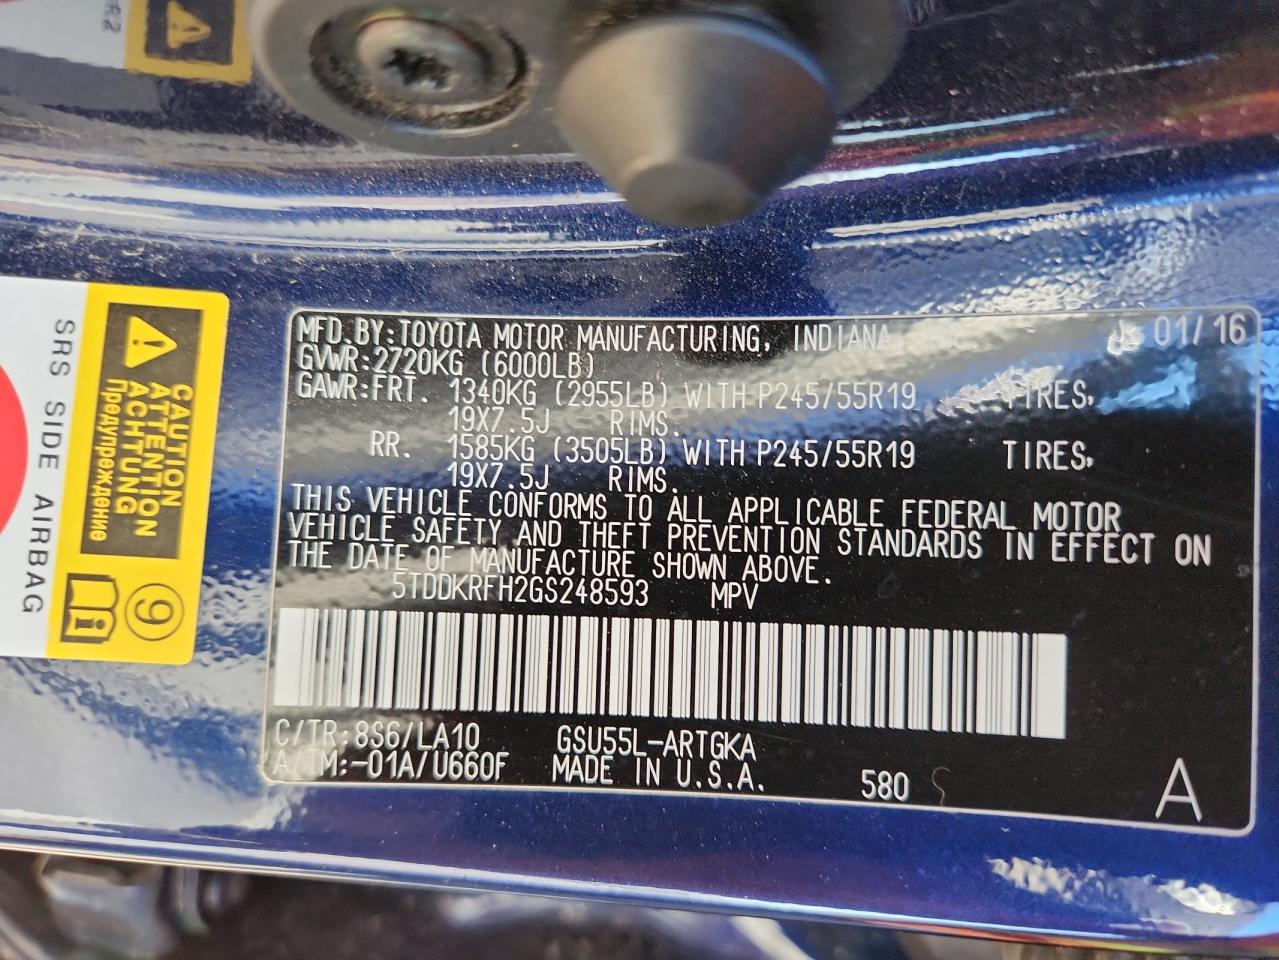 MFD.BY:TOYOTA MOTOR MANUFACTURING, INDIANA, 01/16
GVWR:2720KG (6000LB)
GAWR:FRT. 1340KG (2955LB) WITH P245/55R19 TIRES,
19X7.5J RIMS.
RR. 1585KG (3505LB) WITH P245/55R19 TIRES,
19X7.5J RIMS.
THIS VEHICLE CONFORMS TO ALL APPLICABLE FEDERAL MOTOR
VEHICLE SAFETY AND THEFT PREVENTION STANDARDS IN EFFECT ON
THE DATE OF MANUFACTURE SHOWN ABOVE.
5TDDKRFH2GS248593 MPV
C/TR:8S6/LA10 GSU55L-ARTGKA
A/TM:-01A/U660F MADE IN U.S.A. 580 A
CAUTION
ATTENTION
ACHTUNG
Предупреждение
9
SRS SIDE AIRBAG